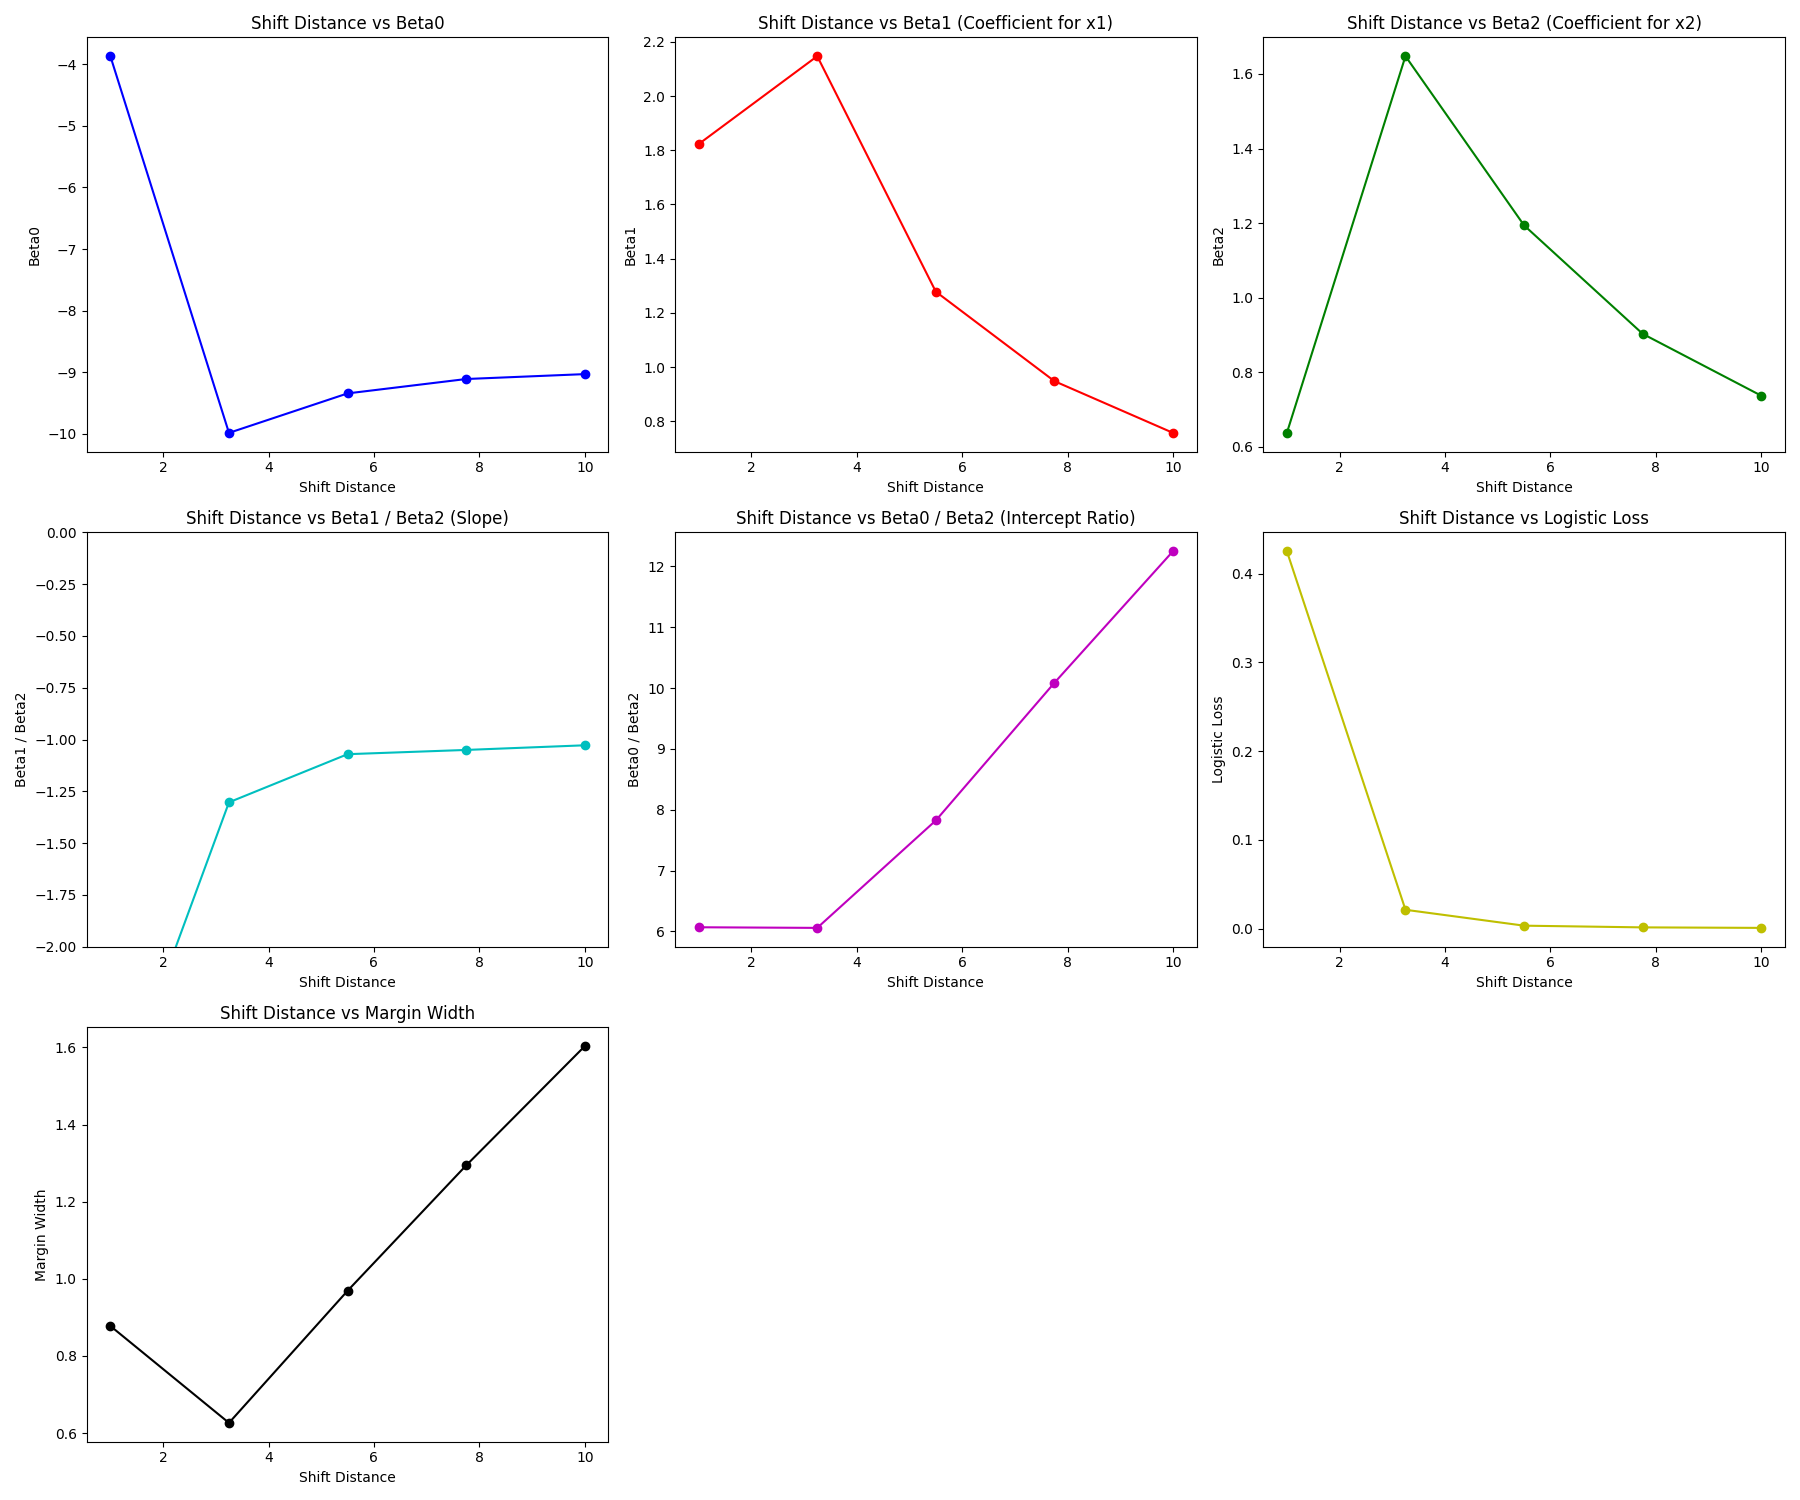 Shift Distance vs Beta0
Beta0
−4
−5
−6
−7
−8
−9
−10
2 4 6 8 10
Shift Distance
Shift Distance vs Beta1 (Coefficient for x1)
Beta1
2.2
2.0
1.8
1.6
1.4
1.2
1.0
0.8
2 4 6 8 10
Shift Distance
Shift Distance vs Beta2 (Coefficient for x2)
Beta2
1.6
1.4
1.2
1.0
0.8
0.6
2 4 6 8 10
Shift Distance
Shift Distance vs Beta1 / Beta2 (Slope)
Beta1 / Beta2
0.00
−0.25
−0.50
−0.75
−1.00
−1.25
−1.50
−1.75
−2.00
2 4 6 8 10
Shift Distance
Shift Distance vs Beta0 / Beta2 (Intercept Ratio)
Beta0 / Beta2
12
11
10
9
8
7
6
2 4 6 8 10
Shift Distance
Shift Distance vs Logistic Loss
Logistic Loss
0.4
0.3
0.2
0.1
0.0
2 4 6 8 10
Shift Distance
Shift Distance vs Margin Width
Margin Width
1.6
1.4
1.2
1.0
0.8
0.6
2 4 6 8 10
Shift Distance